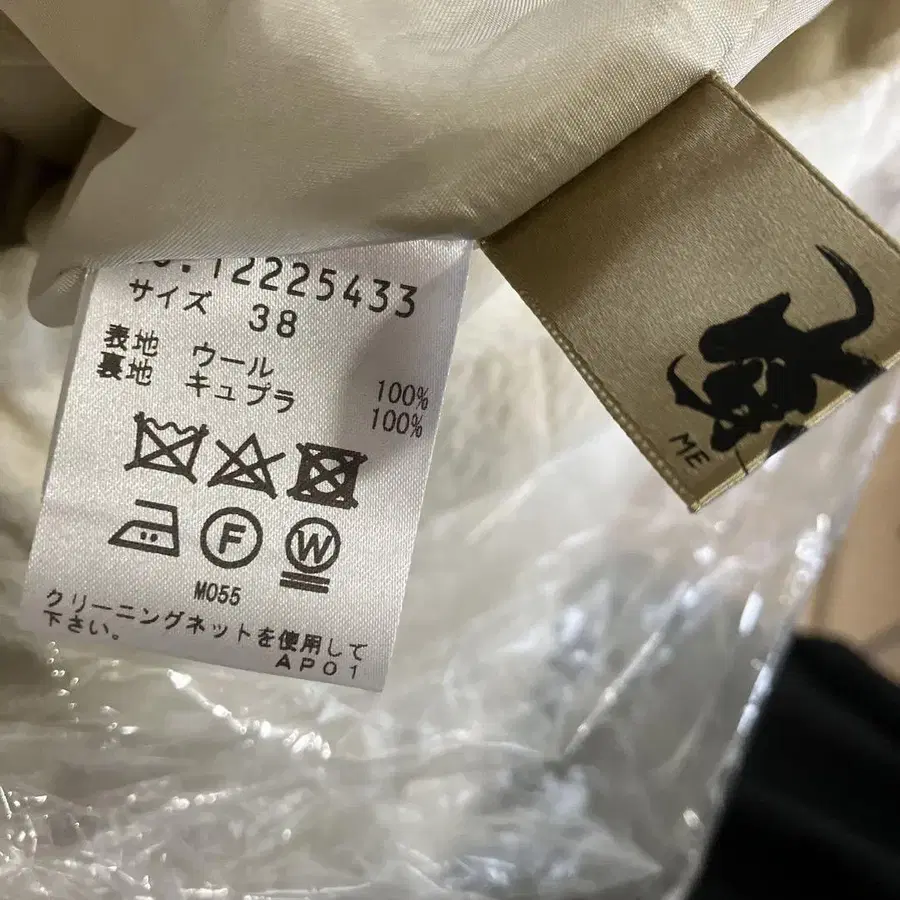 12225433
サイズ 38
表地 ウール 100%
裏地 キュプラ 100%
F W
M055
クリーニングネットを使用して
下さい。
AP01
ME